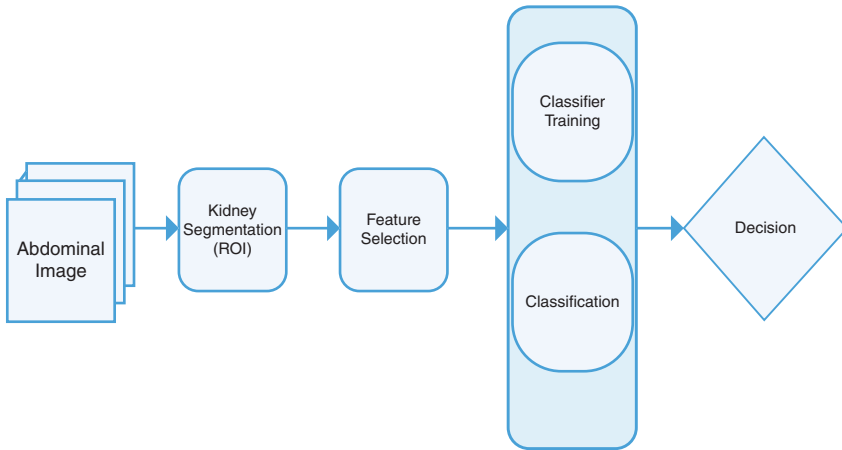 Abdominal
Image
Kidney
Segmentation
(ROI)
Feature
Selection
Classifier
Training
Classification
Decision